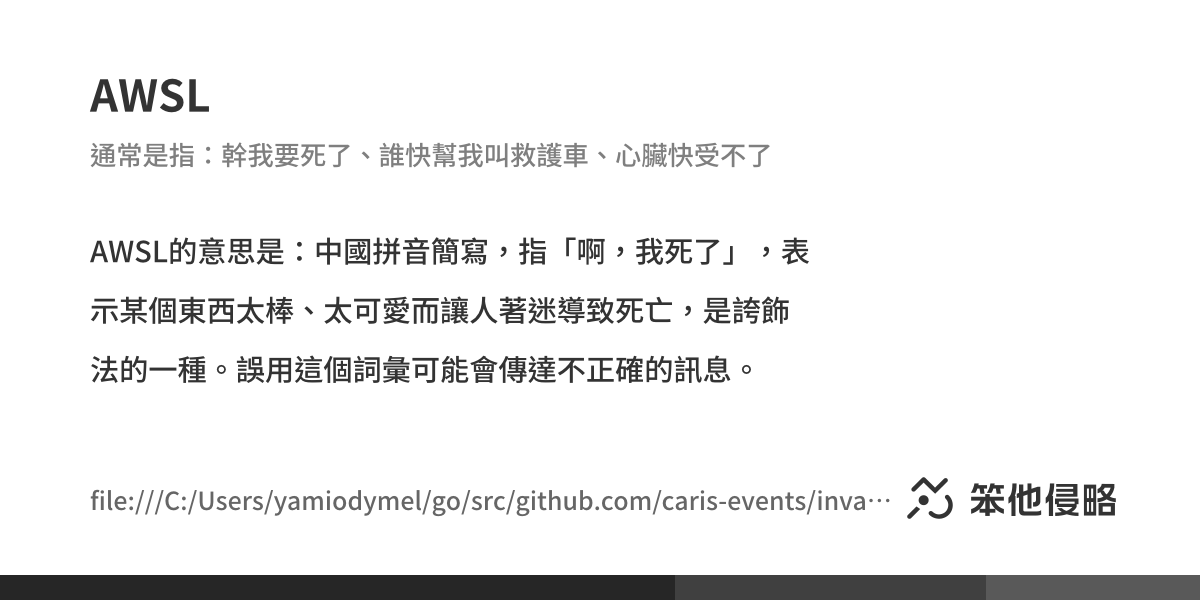 AWSL
通常是指：幹我要死了、誰快幫我叫救護車、心臟快受不了
AWSL的意思是：中國拼音簡寫，指「啊，我死了」，表
示某個東西太棒、太可愛而讓人著迷導致死亡，是誇飾
法的一種。誤用這個詞彙可能會傳達不正確的訊息。
file:///C:/Users/yamiodymel/go/src/github.com/caris-events/inva…
笨他侵略